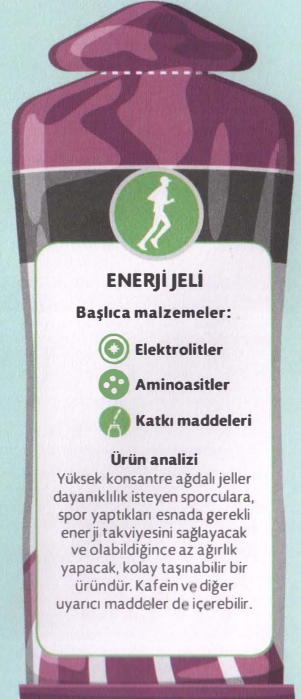 ENERJİ JELİ
Başlıca malzemeler:
Elektrolitler
Aminoasitler
Katkı maddeleri
Ürün analizi
Yüksek konsantre ağdalı jeller
dayanıklılık isteyen sporculara,
spor yaptıkları esnada gerekli
enerji takviyesini sağlayacak
ve olabildiğince az ağırlık
yapacak, kolay taşınabilir bir
üründür. Kafein ve diğer
uyarıcı maddeler de içerebilir.